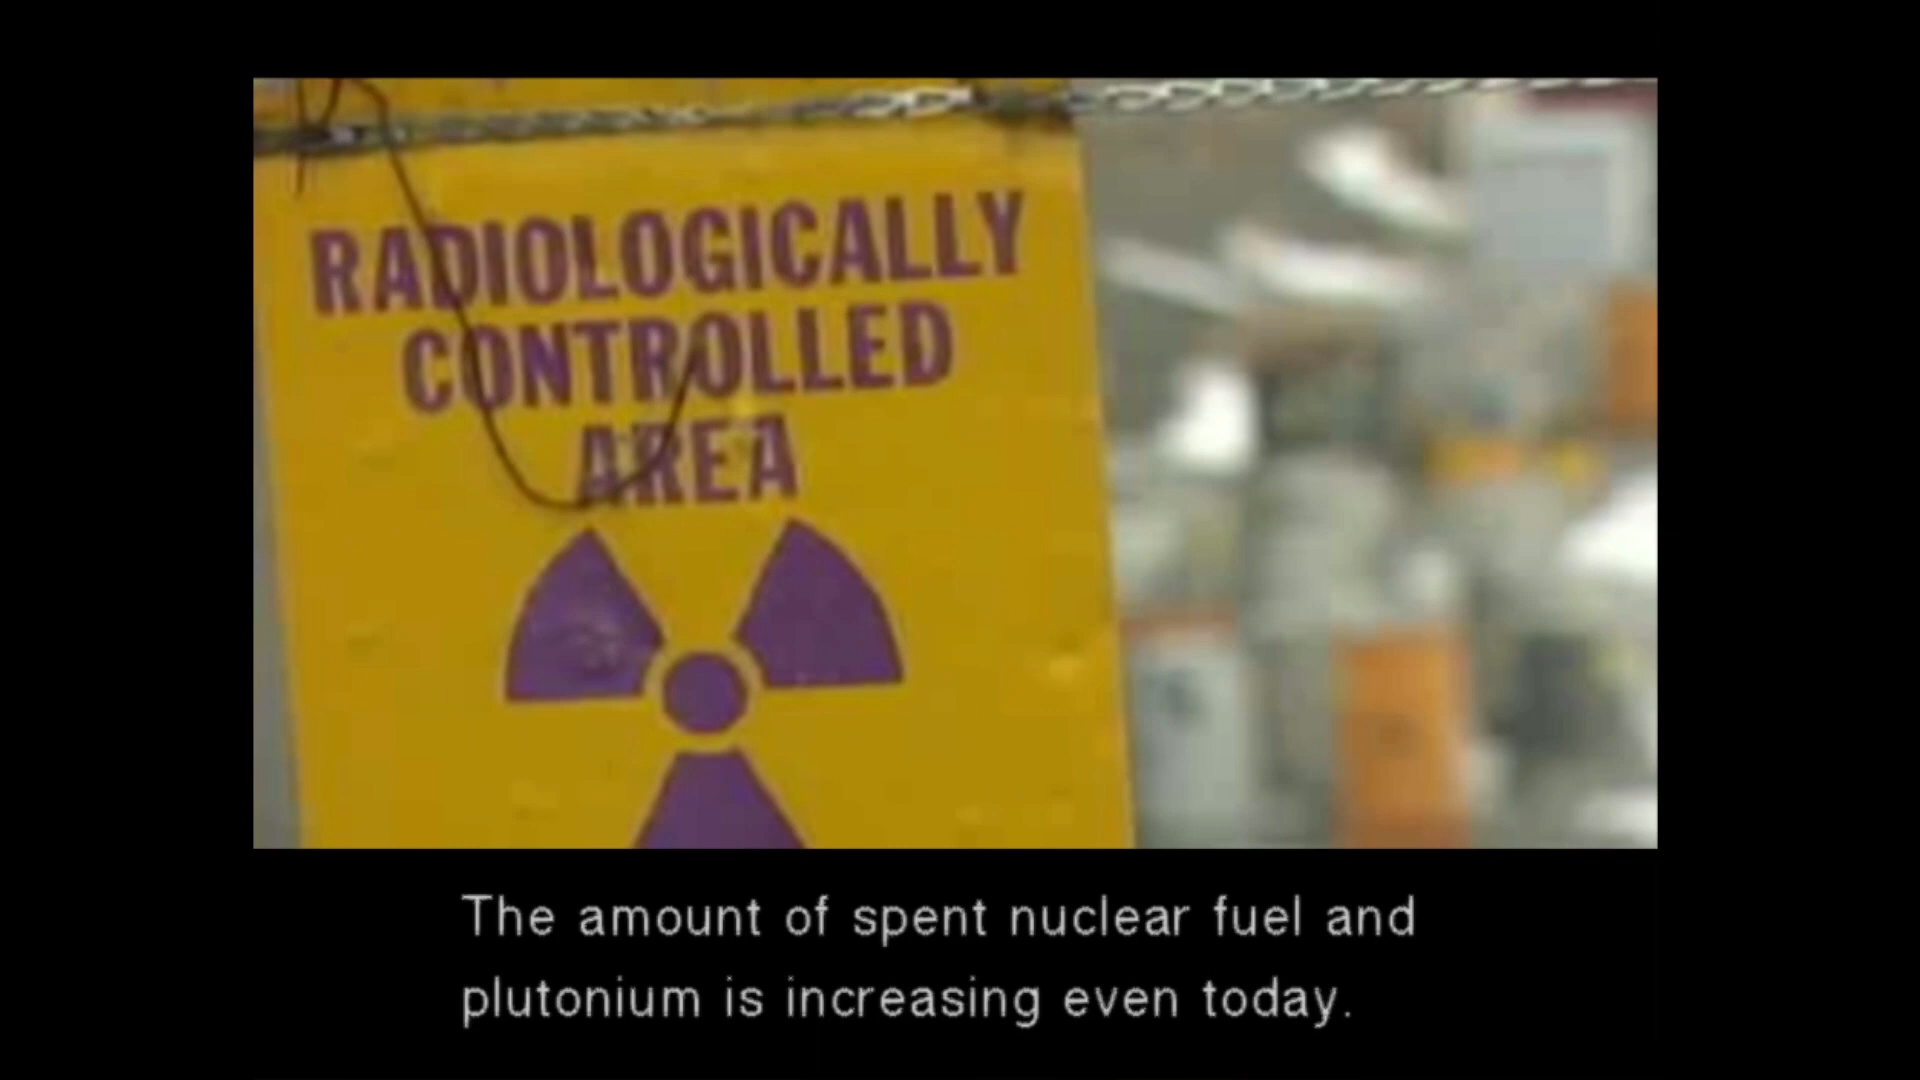 RADIOLOGICALLY
CONTROLLED
AREA
The amount of spent nuclear fuel and
plutonium is increasing even today.